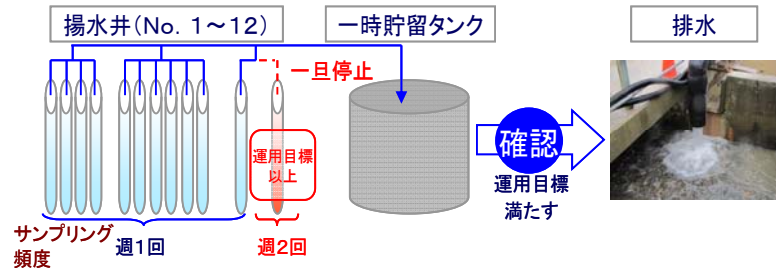 揚水井(No. 1～12)
一時貯留タンク
排水
一旦停止
運用目標
以上
確認
運用目標
満たす
サンプリング
頻度
週1回
週2回